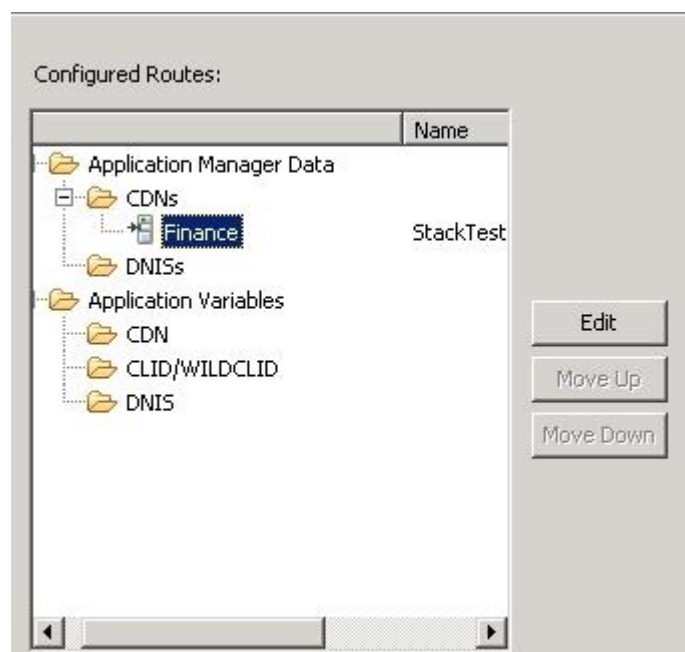 Configured Routes:
Name
Application Manager Data
CDNs
Finance StackTest
DNISs
Application Variables
CDN
CLID/WILDCLID
DNIS
Edit
Move Up
Move Down